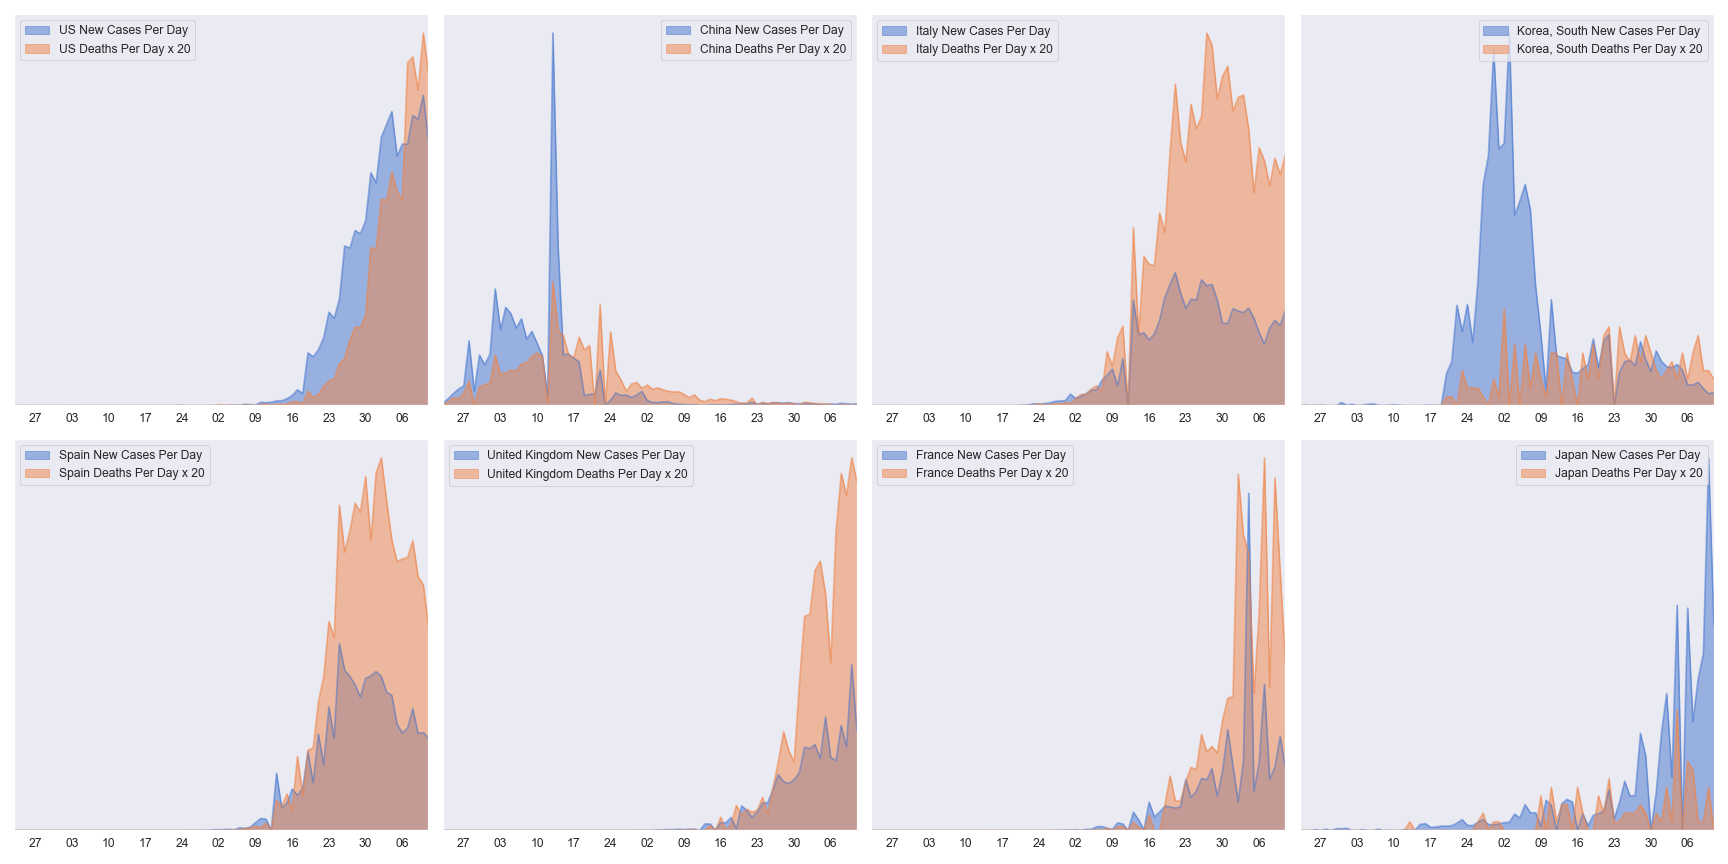 US New Cases Per Day
US Deaths Per Day x 20
27 03 10 17 24 02 09 16 23 30 06
China New Cases Per Day
China Deaths Per Day x 20
27 03 10 17 24 02 09 16 23 30 06
Italy New Cases Per Day
Italy Deaths Per Day x 20
27 03 10 17 24 02 09 16 23 30 06
Korea, South New Cases Per Day
Korea, South Deaths Per Day x 20
27 03 10 17 24 02 09 16 23 30 06
Spain New Cases Per Day
Spain Deaths Per Day x 20
27 03 10 17 24 02 09 16 23 30 06
United Kingdom New Cases Per Day
United Kingdom Deaths Per Day x 20
27 03 10 17 24 02 09 16 23 30 06
France New Cases Per Day
France Deaths Per Day x 20
27 03 10 17 24 02 09 16 23 30 06
Japan New Cases Per Day
Japan Deaths Per Day x 20
27 03 10 17 24 02 09 16 23 30 06